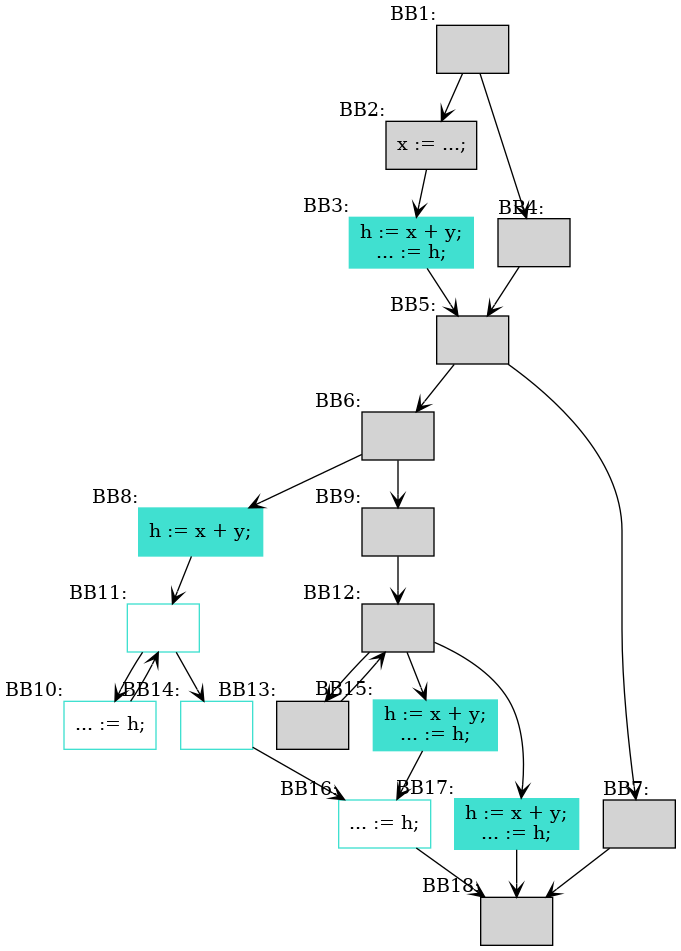 BB1:
BB2:
x := ...;
BB3:
h := x + y;
... := h;
BB4:
BB5:
BB6:
BB8:
h := x + y;
BB9:
BB11:
BB12:
BB10:
... := h;
BB14:
BB13:
BB15:
h := x + y;
... := h;
BB16:
... := h;
BB17:
h := x + y;
... := h;
BB7:
BB18: